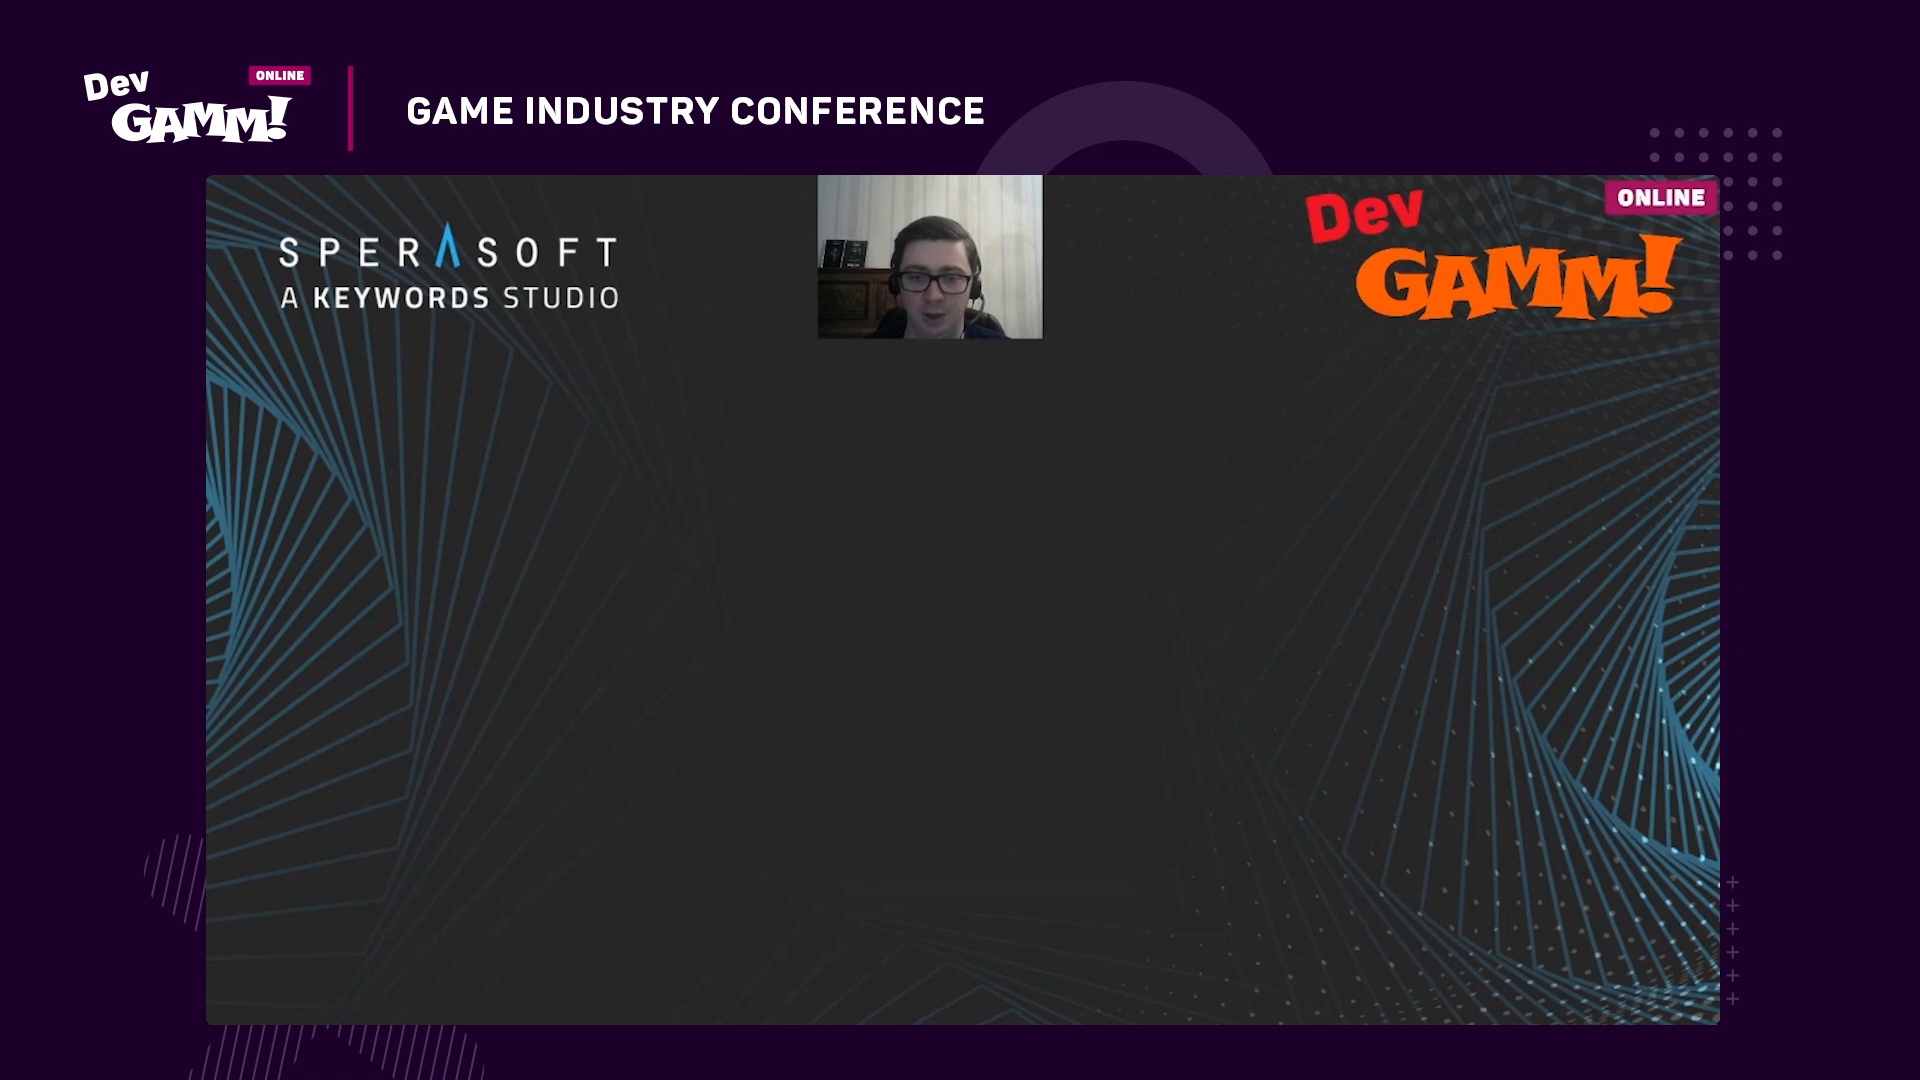 Dev
GAMM!
ONLINE
GAME INDUSTRY CONFERENCE
SPERASOFT
A KEYWORDS STUDIO
Dev
GAMM!
ONLINE